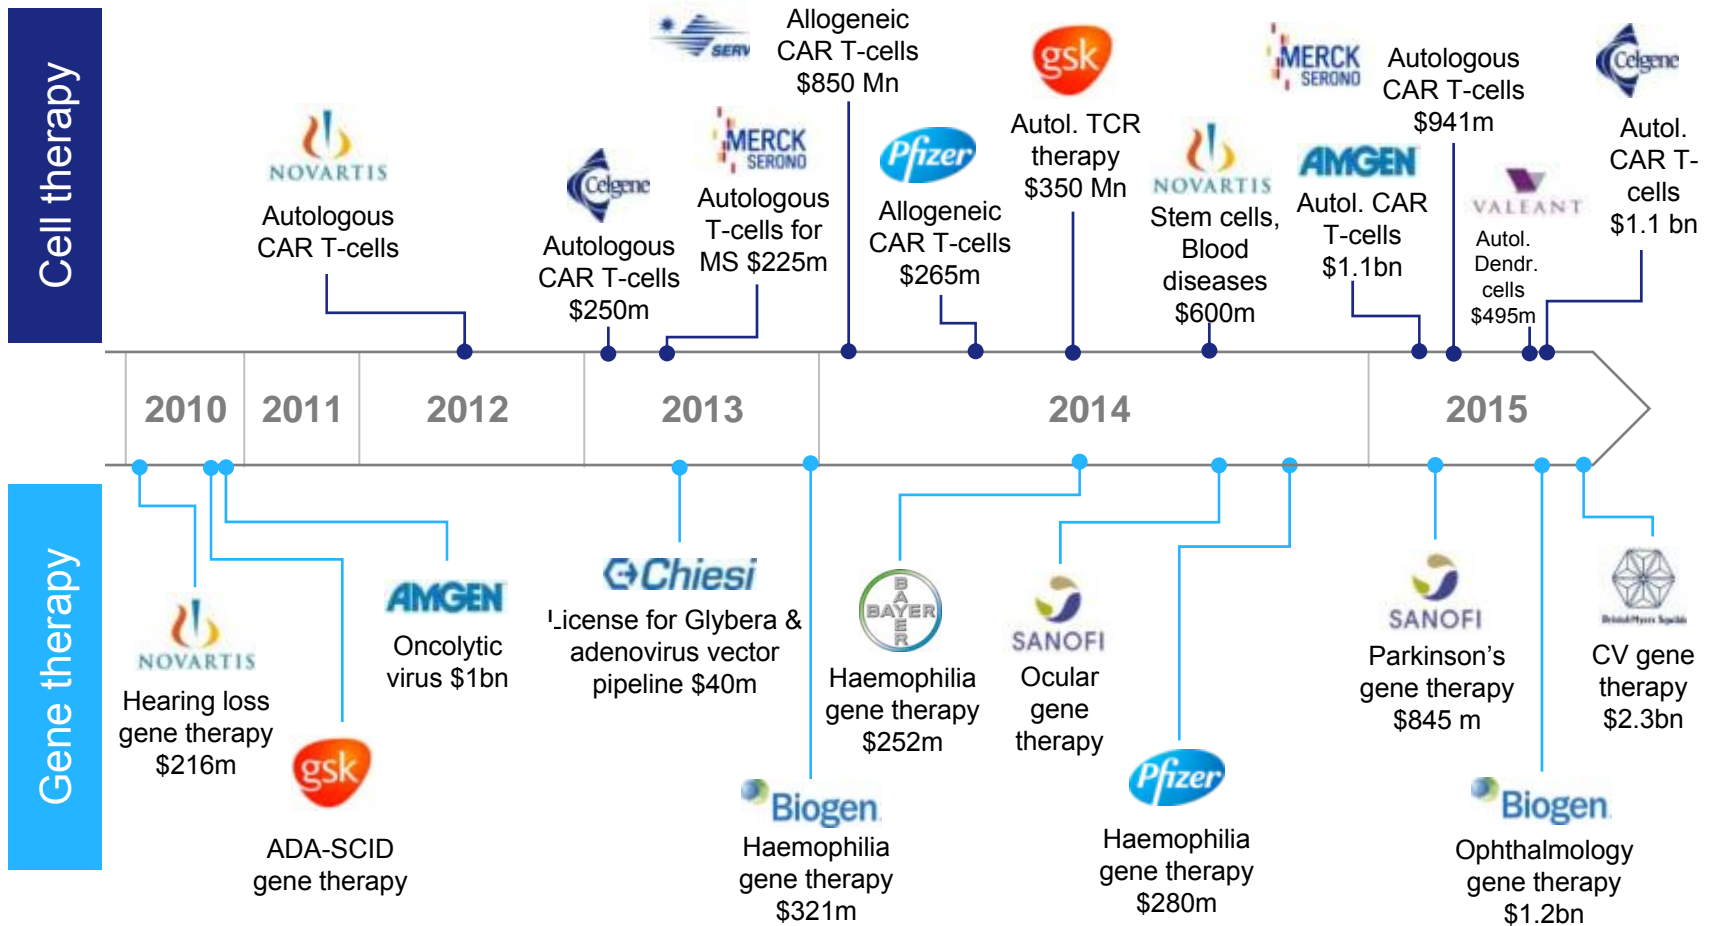 Cell therapy
NOVARTIS
Autologous
CAR T-cells
Celgene
Autologous
CAR T-cells
$250m
SERV
MERCK
SERONO
Autologous
T-cells for
MS $225m
Allogeneic
CAR T-cells
$850 Mn
Pfizer
Allogeneic
CAR T-cells
$265m
gsk
Autol. TCR
therapy
$350 Mn
NOVARTIS
Stem cells,
Blood
diseases
$600m
MERCK
SERONO
AMGEN
Autol. CAR
T-cells
$1.1bn
Autologous
CAR T-cells
$941m
VALEANT
Autol.
Dendr.
cells
$495m
Celgene
Autol.
CAR T-
cells
$1.1 bn
2010
2011
2012
2013
2014
2015
Gene therapy
NOVARTIS
Hearing loss
gene therapy
$216m
gsk
ADA-SCID
gene therapy
AMGEN
Oncolytic
virus $1bn
Chiesi
License for Glybera &
adenovirus vector
pipeline $40m
Biogen
Haemophilia
gene therapy
$321m
BAYER
BAYER
Haemophilia
gene therapy
$252m
SANOFI
Ocular
gene
therapy
Pfizer
Haemophilia
gene therapy
$280m
SANOFI
Parkinson’s
gene therapy
$845 m
Biogen
Ophthalmology
gene therapy
$1.2bn
Bristol-Myers Squibb
CV gene
therapy
$2.3bn